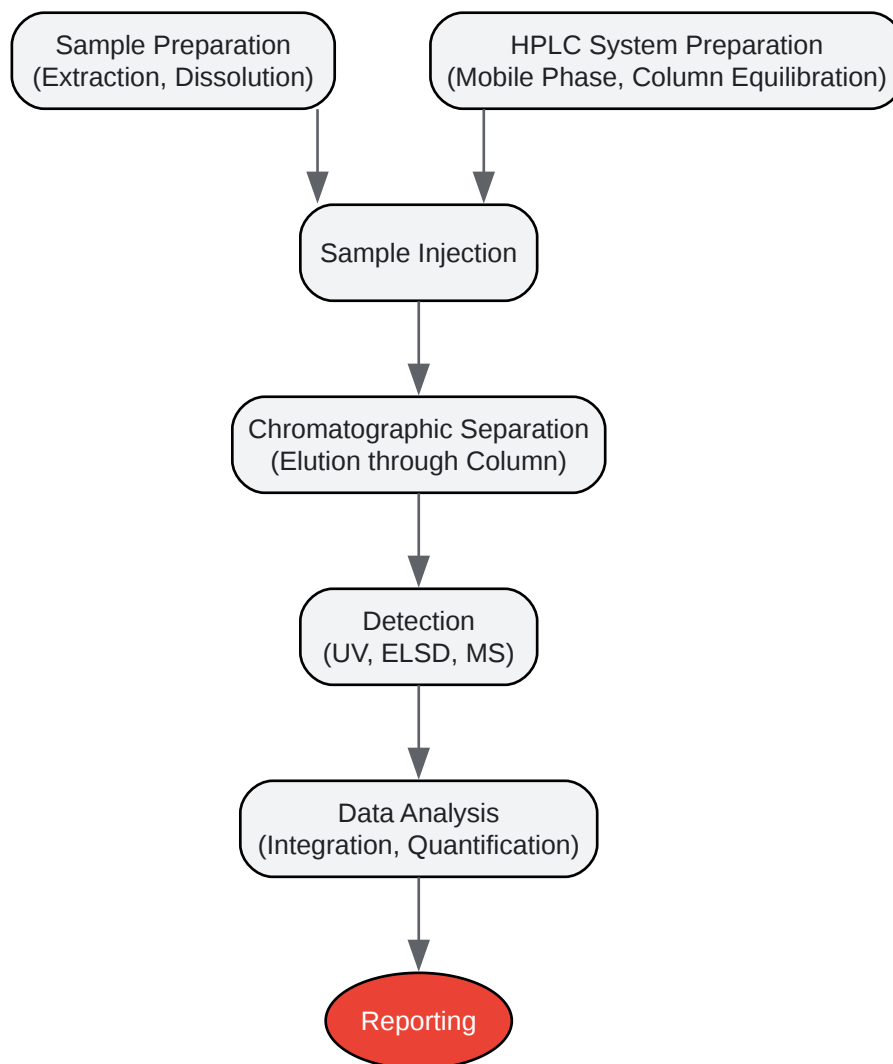 Sample Preparation
(Extraction, Dissolution)
HPLC System Preparation
(Mobile Phase, Column Equilibration)
Sample Injection
Chromatographic Separation
(Elution through Column)
Detection
(UV, ELSD, MS)
Data Analysis
(Integration, Quantification)
Reporting